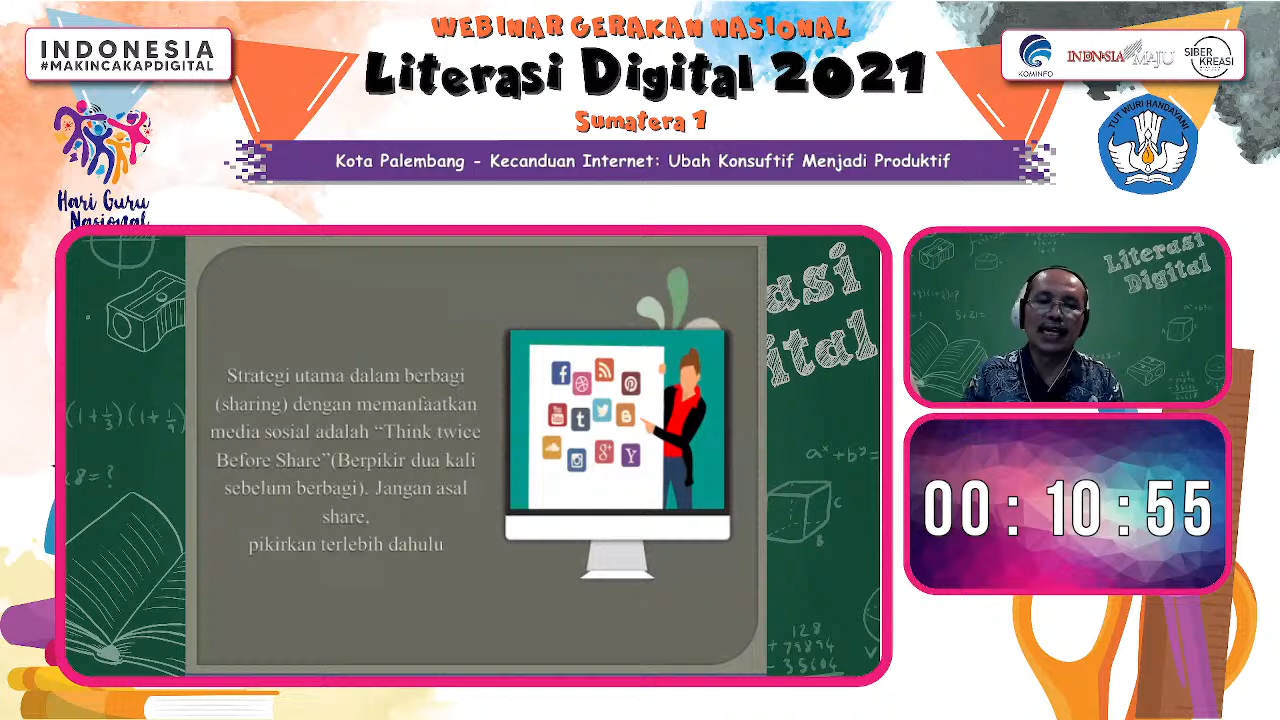 WEBINAR GERAKAN NASIONAL
Literasi Digital 2021
Sumatera 1
Kota Palembang - Kecanduan Internet: Ubah Konsuftif Menjadi Produktif
INDONESIA
#MAKINCAKAPDIGITAL
Hari Guru
Nasional
KOMINFO
INDONESIA MAJU
SIBER
KREASI
TUT WURI HANDAYANI
Strategi utama dalam berbagi
(sharing) dengan memanfaatkan
media sosial adalah “Think twice
Before Share”(Berpikir dua kali
sebelum berbagi). Jangan asal
share,
pikirkan terlebih dahulu
asi
ital
Literasi
Digital
00 : 10 : 55